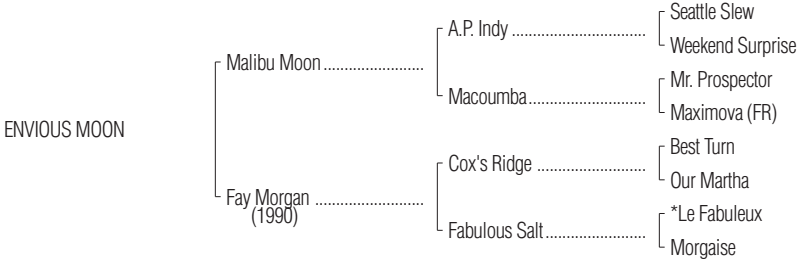 Seattle Slew
A.P. Indy
Weekend Surprise
Malibu Moon
Mr. Prospector
Macoumba
Maximova (FR)
ENVIOUS MOON
Best Turn
Cox's Ridge
Our Martha
Fay Morgan
(1990)
*Le Fabuleux
Fabulous Salt
Morgaise